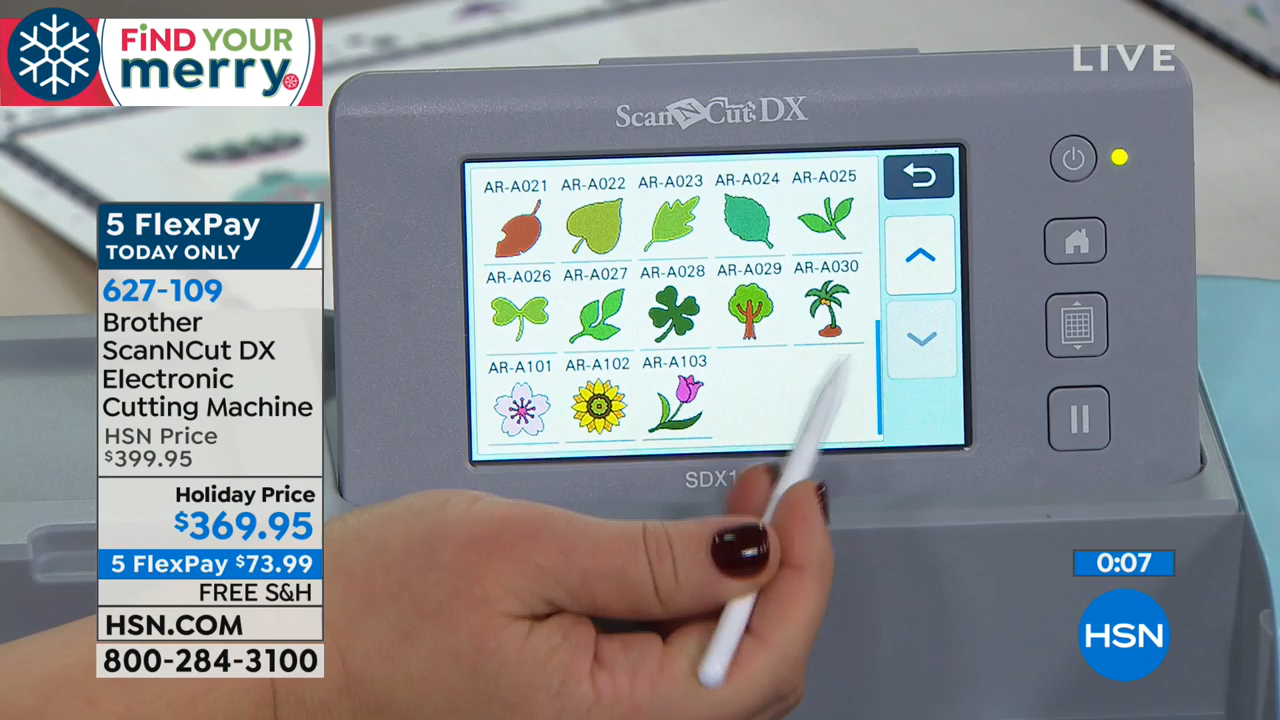 FiND YOUR
merry.
LIVE
ScanNCut DX
5 FlexPay
TODAY ONLY
627-109
Brother
ScanNCut DX
Electronic
Cutting Machine
HSN Price
$399.95
Holiday Price
$369.95
5 FlexPay $73.99
FREE S&H
HSN.COM
800-284-3100
AR-A021 AR-A022 AR-A023 AR-A024 AR-A025
AR-A026 AR-A027 AR-A028 AR-A029 AR-A030
AR-A101 AR-A102 AR-A103
SDX1
0:07
HSN